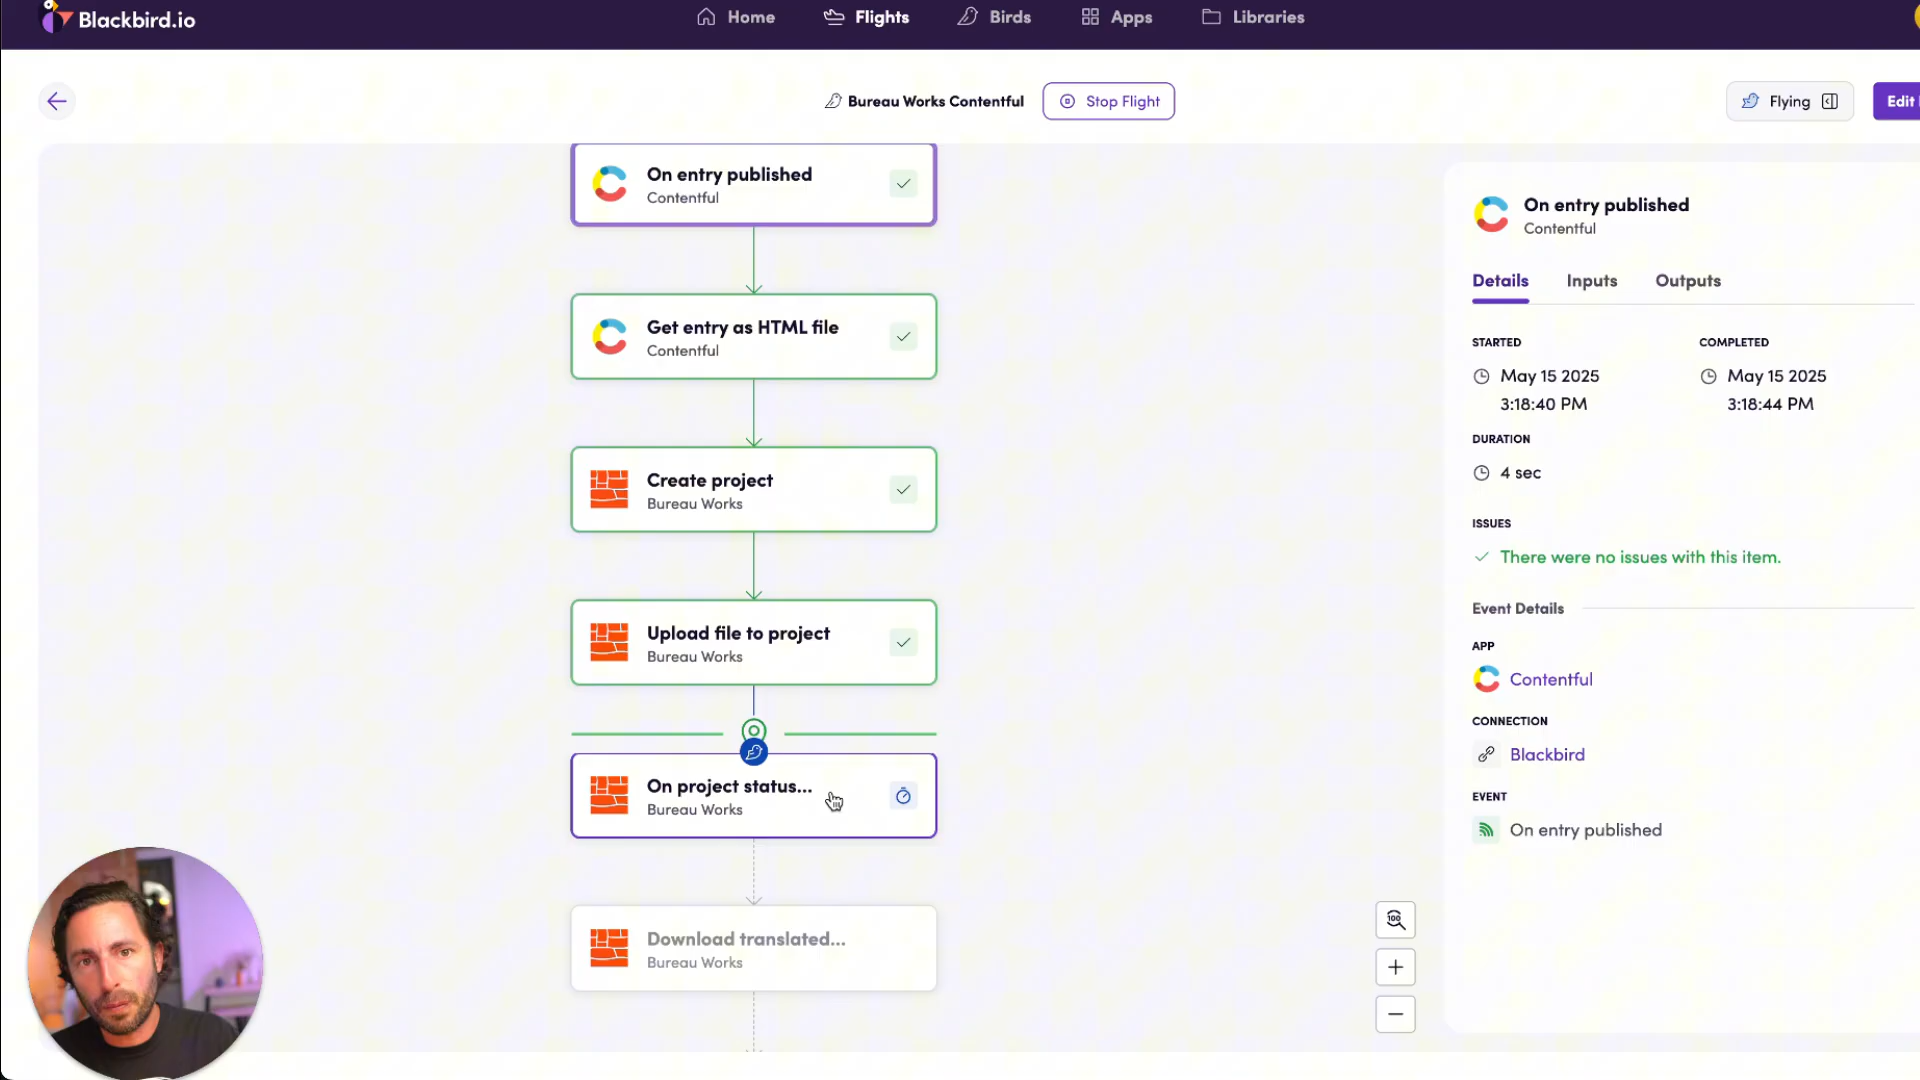 Blackbird.io
Home
Flights
Birds
Apps
Libraries
Bureau Works Contentful
Stop Flight
Flying
Edit
On entry published
Contentful
Get entry as HTML file
Contentful
Create project
Bureau Works
Upload file to project
Bureau Works
On project status...
Bureau Works
Download translated...
Bureau Works
100
On entry published
Contentful
Details Inputs Outputs
STARTED COMPLETED
May 15 2025 May 15 2025
3:18:40 PM 3:18:44 PM
DURATION
4 sec
ISSUES
There were no issues with this item.
Event Details
APP
Contentful
CONNECTION
Blackbird
EVENT
On entry published